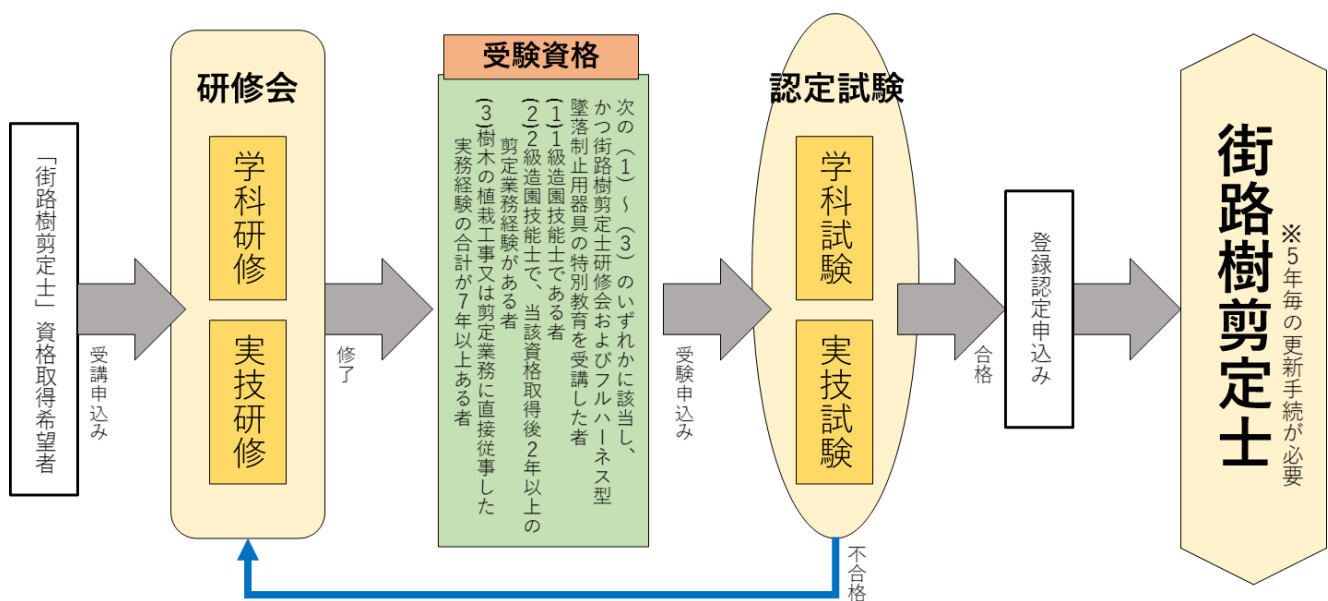 「街路樹剪定士」資格取得希望者
受講申込み
研修会
学科研修
実技研修
修了
受験資格
次の（1）～（3）のいずれかに該当し、
かつ街路樹剪定士研修会およびフルハーネス型
墜落制止用器具の特別教育を受講した者
(1)1級造園技能士である者
(2)2級造園技能士で、当該資格取得後2年以上の
剪定業務経験がある者
(3)樹木の植栽工事又は剪定業務に直接従事した
実務経験の合計が7年以上ある者
受験申込み
認定試験
学科試験
実技試験
不合格
合格
登録認定申込み
街路樹剪定士
※5年毎の更新手続が必要